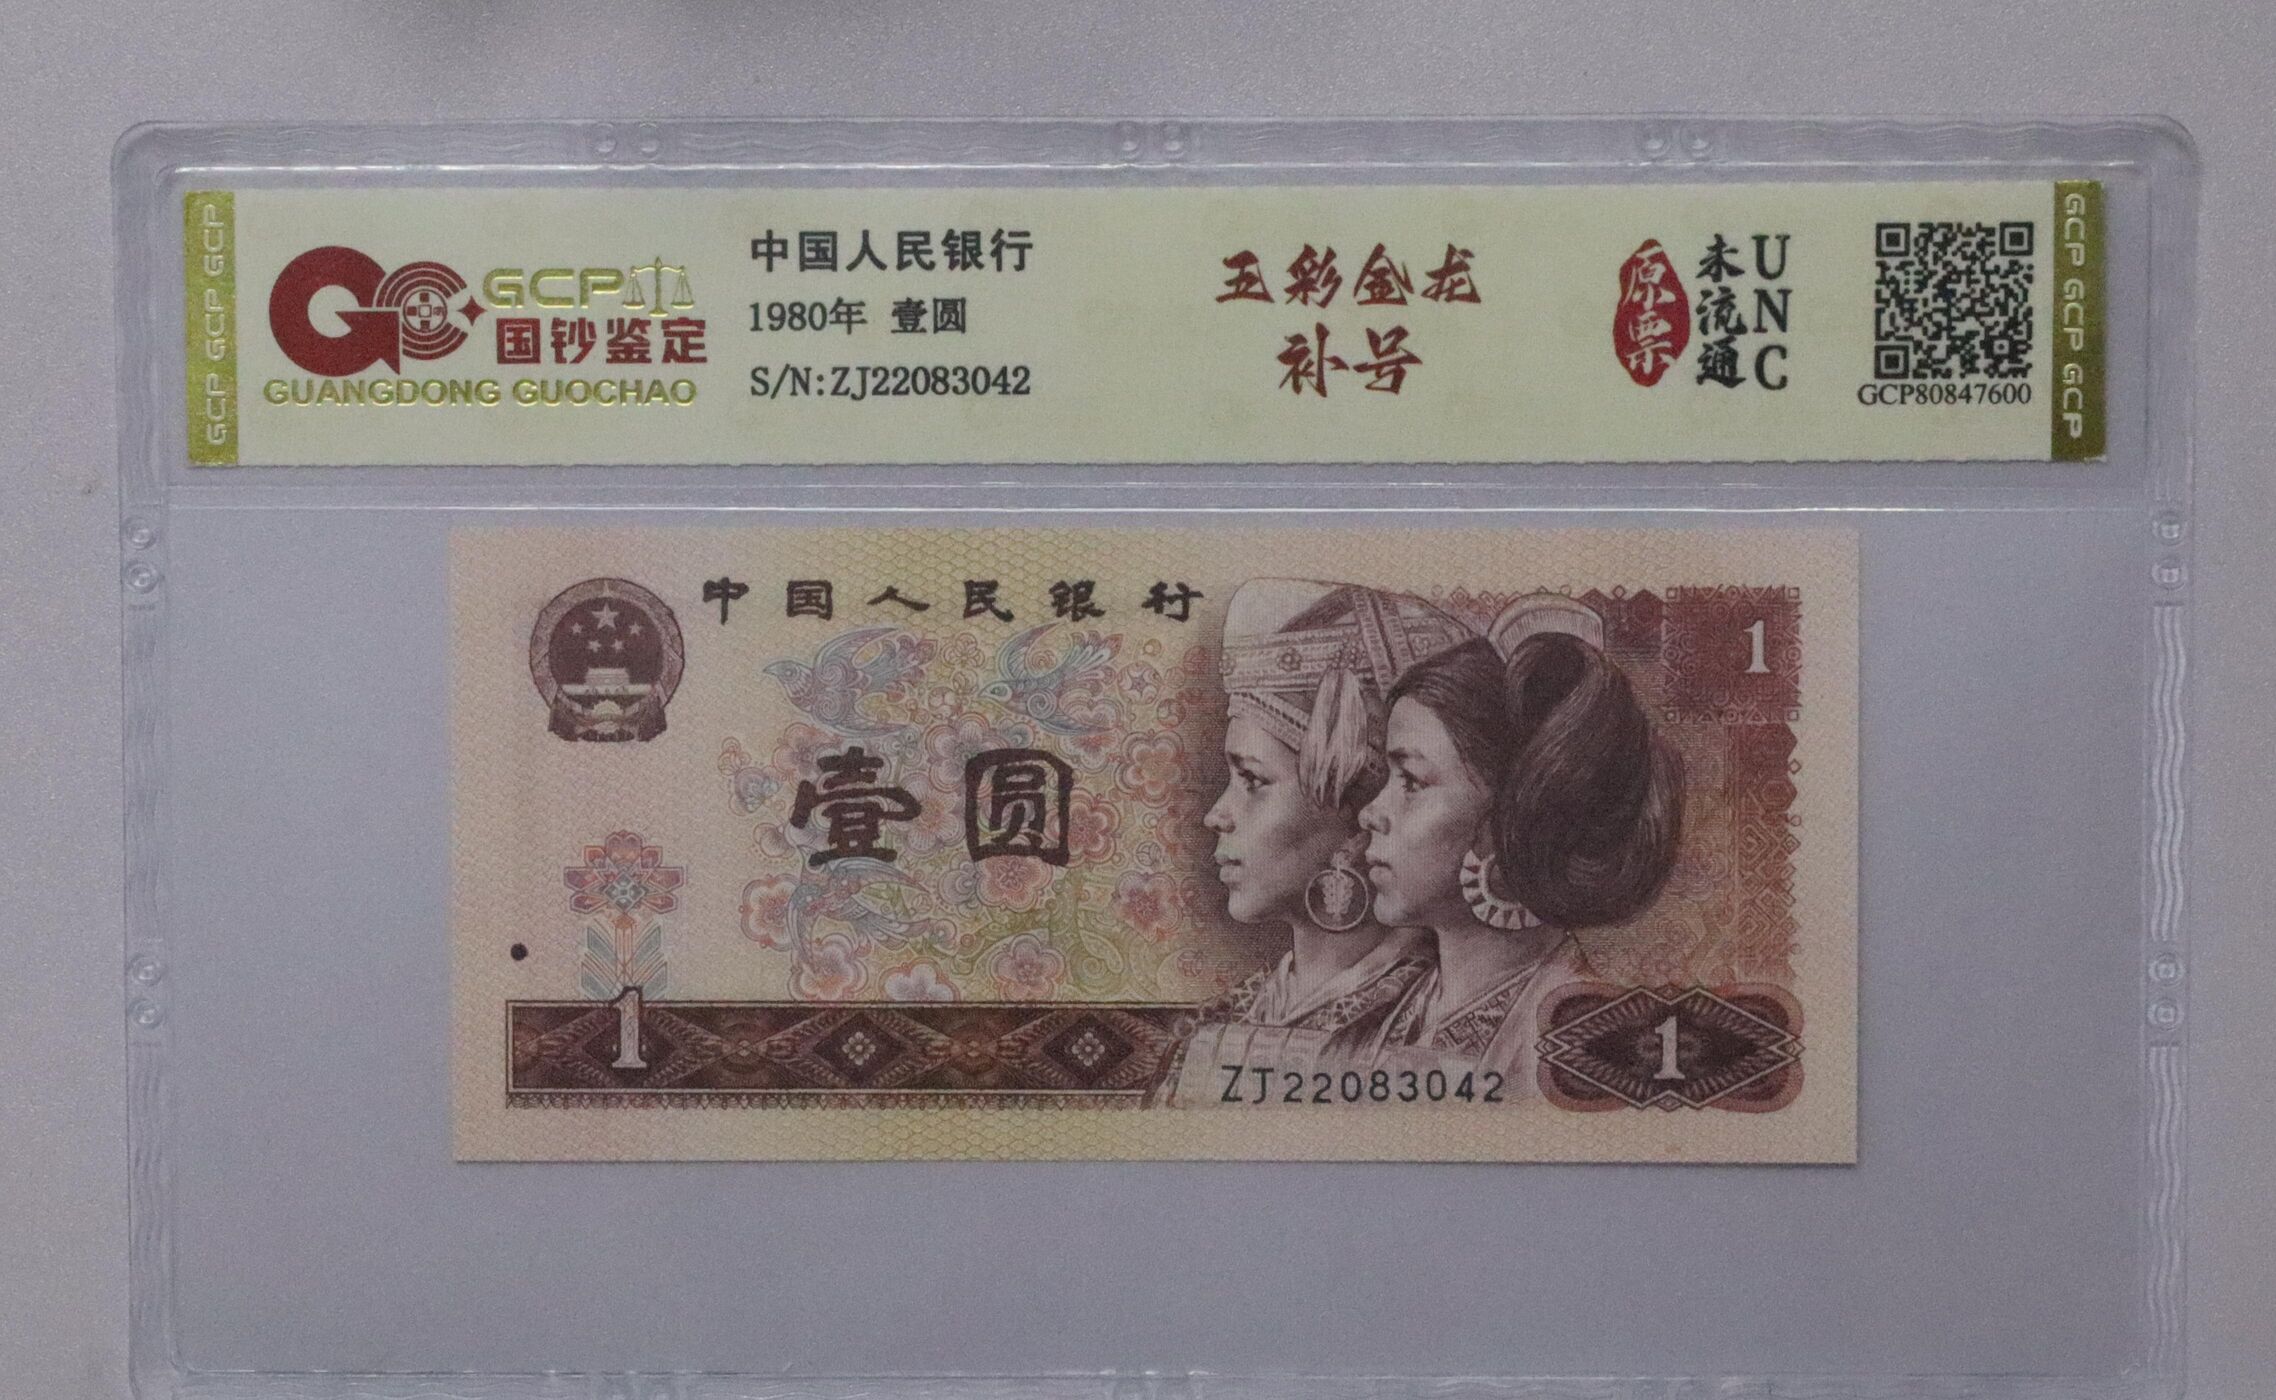 GCP GCP GCP
GCP
国钞鉴定
GUANGDONG GUOCHAO
中国人民银行
1980年 壹圆
S/N:ZJ22083042
五彩金龙
补号
原票
未流通
UNC
GCP80847600
GCP GCP GCP
中国人民银行
1
壹圆
1
1
ZJ22083042